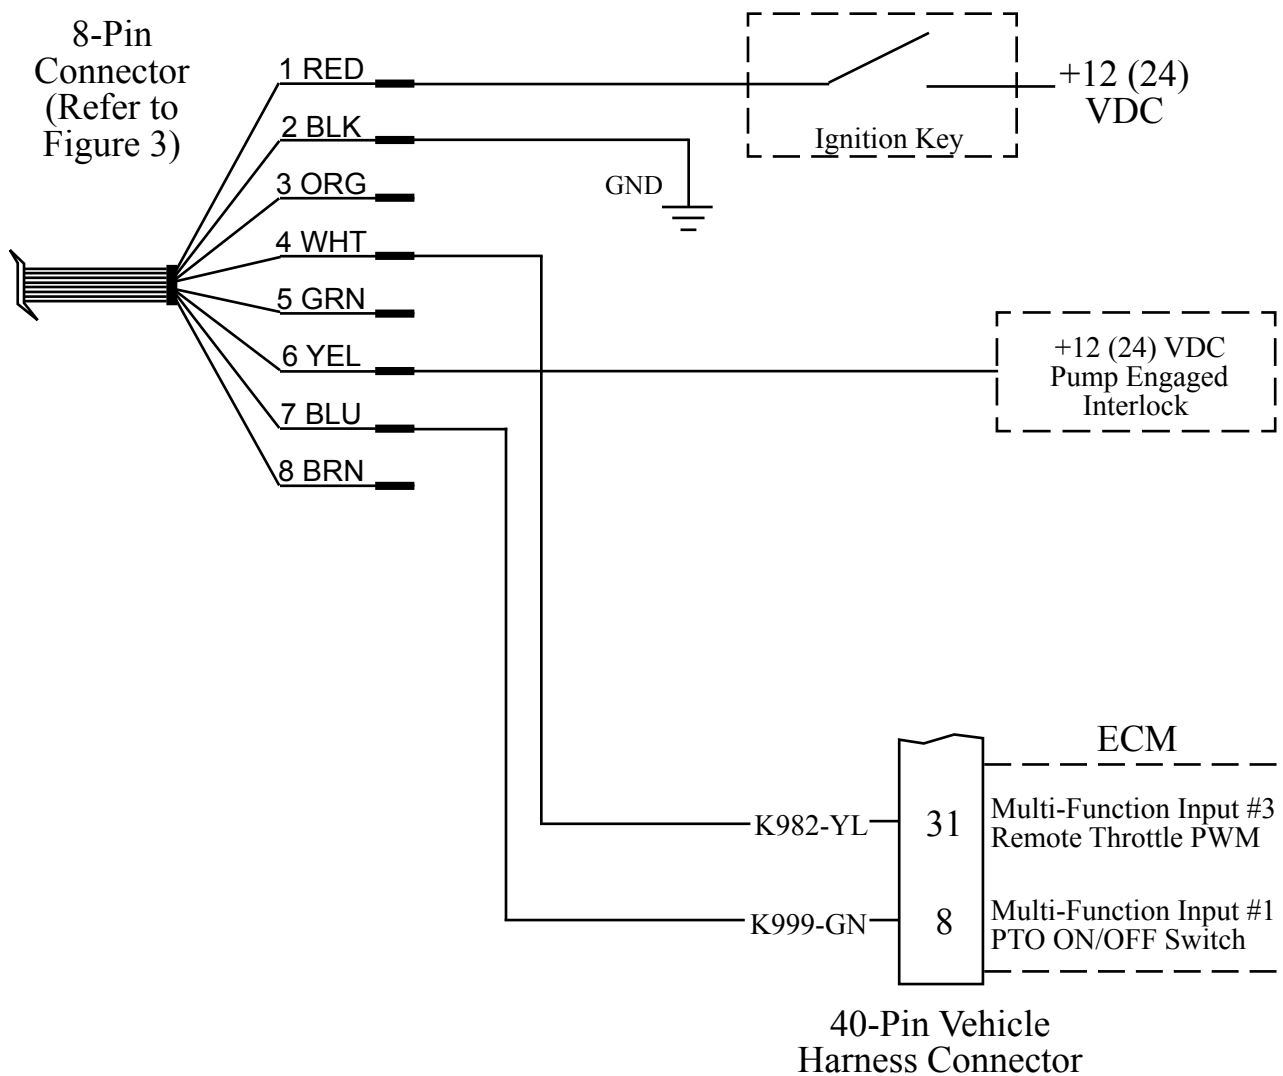 8-Pin
Connector
(Refer to
Figure 3)
1 RED
2 BLK
3 ORG
4 WHT
5 GRN
6 YEL
7 BLU
8 BRN
Ignition Key
+12 (24)
VDC
GND
+12 (24) VDC
Pump Engaged
Interlock
ECM
K982-YL
31
Multi-Function Input #3
Remote Throttle PWM
K999-GN
8
Multi-Function Input #1
PTO ON/OFF Switch
40-Pin Vehicle
Harness Connector